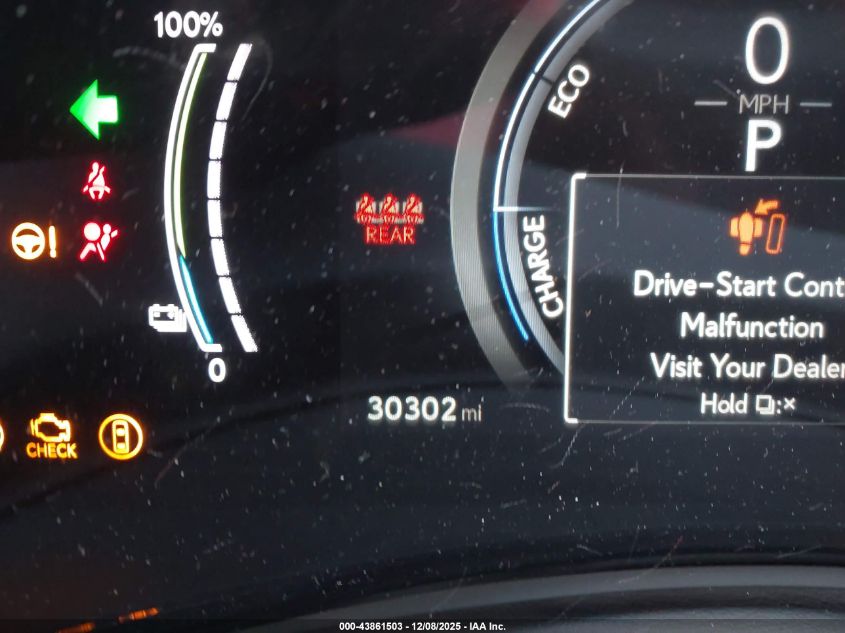 100%
ECO
0
MPH
P
REAR
CHARGE
Drive-Start Cont
Malfunction
Visit Your Dealer
Hold :×
0
30302 mi
CHECK
000-43861503 - 12/08/2025 - IAA Inc.